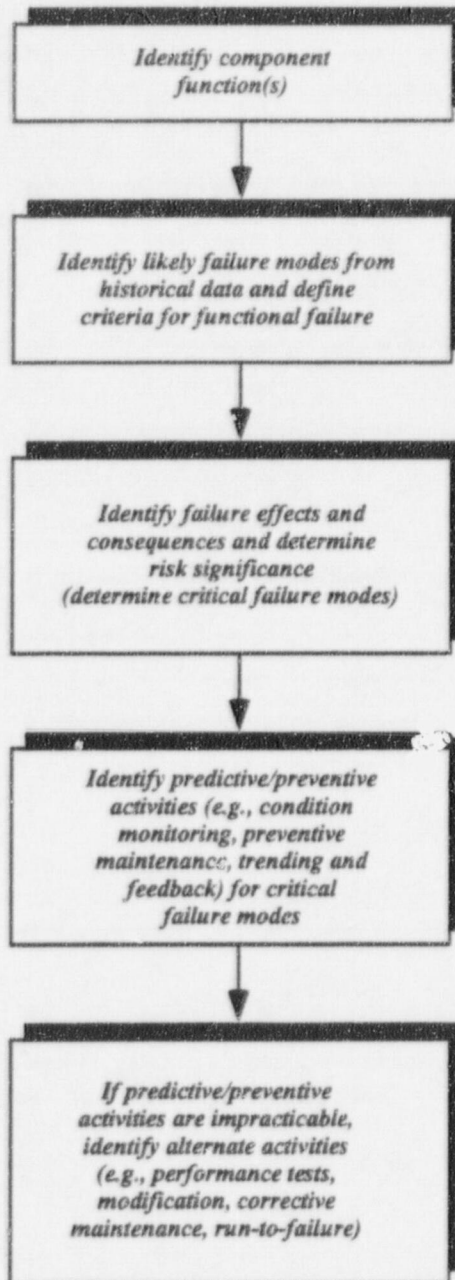 Identify component
function(s)
Identify likely failure modes from
historical data and define
criteria for functional failure
Identify failure effects and
consequences and determine
risk significance
(determine critical failure modes)
Identify predictive/preventive
activities (e.g., condition
monitoring, preventive
maintenance, trending and
feedback) for critical
failure modes
If predictive/preventive
activities are impracticable,
identify alternate activities
(e.g., performance tests,
modification, corrective
maintenance, run-to-failure)